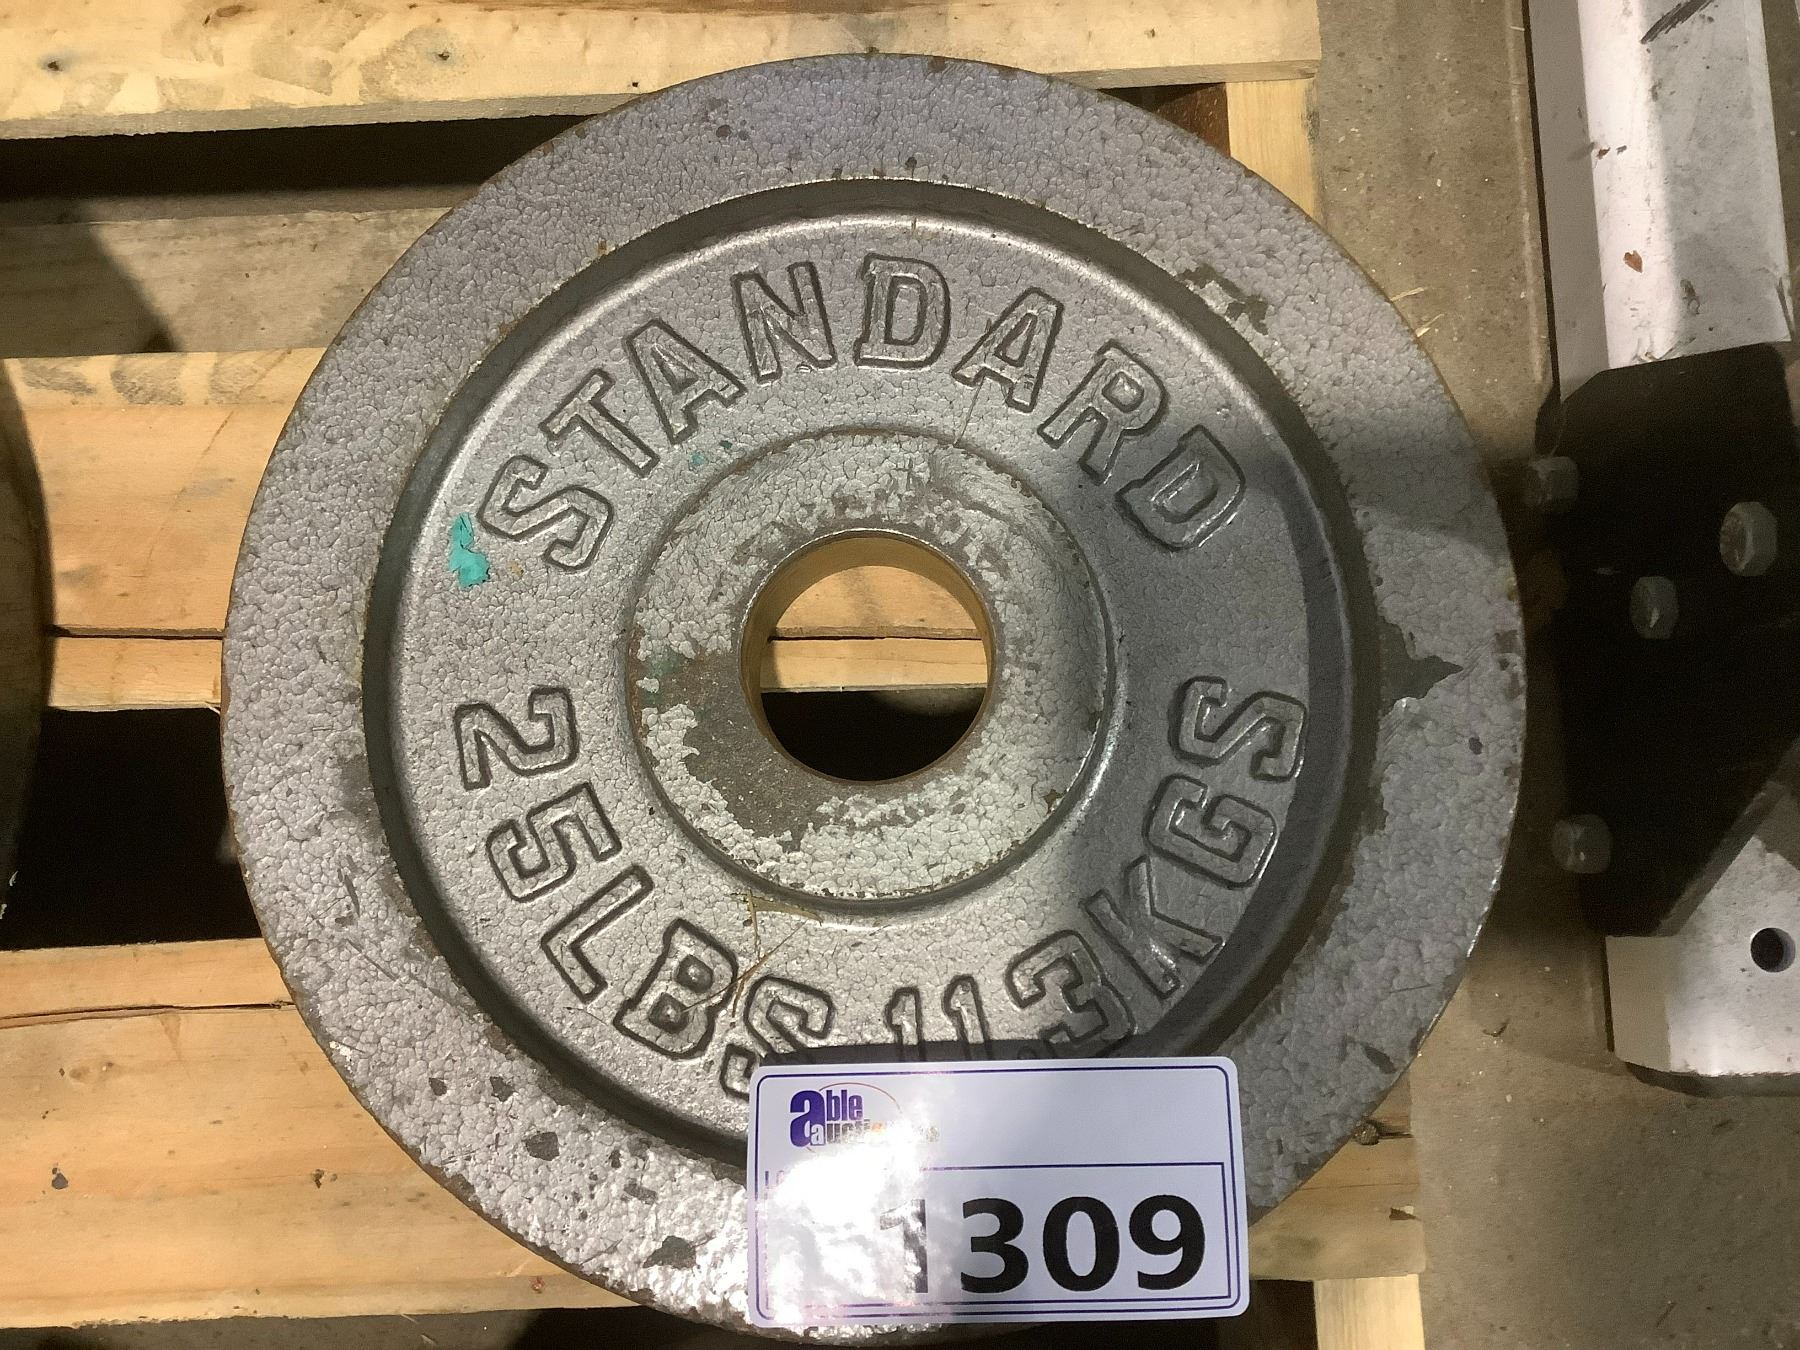 STANDARD
25LBS 11.3KGS
able
auctions
1309